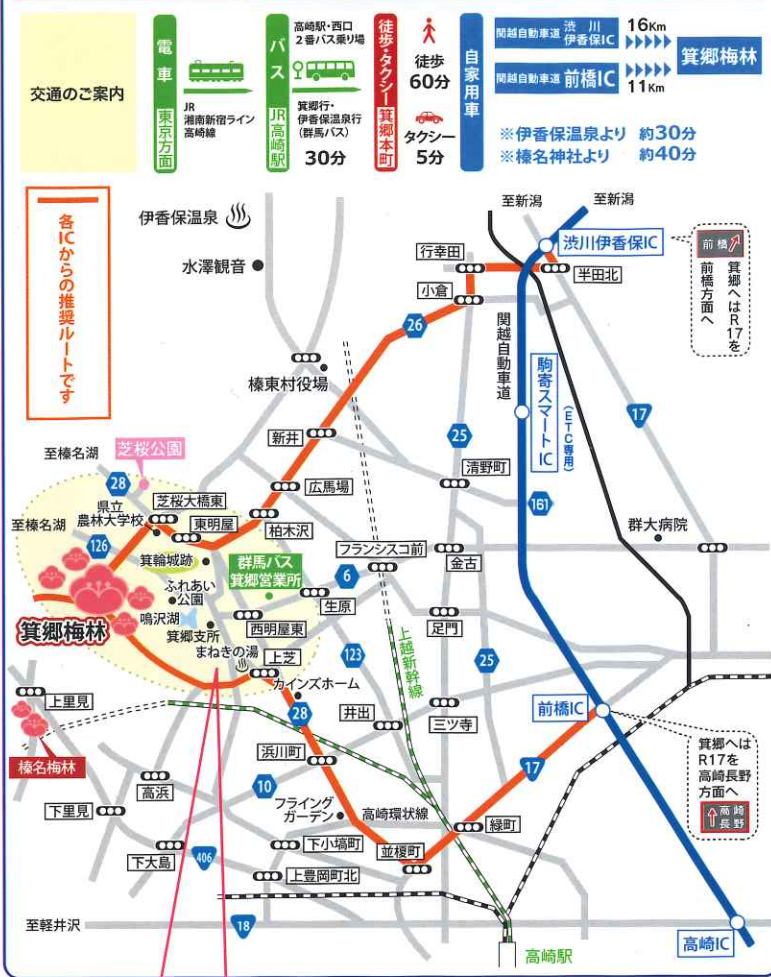 交通のご案内
電車
東京方面
JR
湘南新宿ライン
高崎線
バス
JR高崎駅
高崎駅・西口
2番バス乗り場
箕郷行・
伊香保温泉行
(群馬バス)
30分
徒歩・タクシー
箕郷本町
徒歩
60分
タクシー
5分
自家用車
関越自動車道 渋川伊香保IC
16Km
関越自動車道 前橋IC
11Km
箕郷梅林
※伊香保温泉より 約30分
※榛名神社より 約40分
各ICからの推奨ルートです
伊香保温泉
水澤観音
至新潟
至新潟
行幸田
渋川伊香保IC
半田北
小倉
前橋
箕郷へはR17を
前橋方面へ
26
関越自動車道
駒寄スマートIC
(ETC専用)
17
榛東村役場
新井
25
清野町
広馬場
161
至榛名湖
芝桜公園
28
芝桜大橋東
県立
農林大学校
東明屋
柏木沢
群大病院
至榛名湖
126
箕輪城跡
フランシスコ前
金古
群馬バス
箕郷営業所
6
ふれあい
公園
生原
箕郷梅林
鳴沢湖
箕郷支所
西明屋東
足門
まねきの湯
上芝
123
上越新幹線
25
カインズホーム
上里見
28
井出
三ツ寺
前橋IC
榛名梅林
浜川町
17
箕郷へは
R17を
高崎長野
方面へ
高崎
長野
高浜
10
フライング
ガーデン
高崎環状線
下里見
緑町
下小塙町
並榎町
下大島
406
上豊岡町北
至軽井沢
18
高崎駅
高崎IC